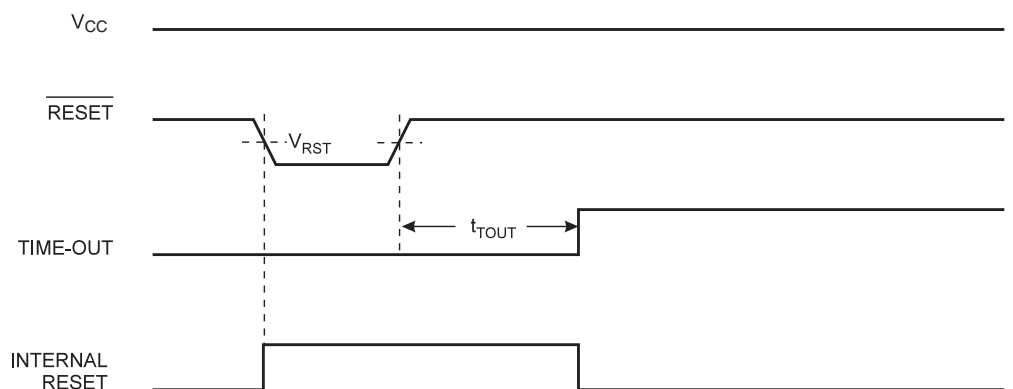 VCC
RESET
VRST
tTOUT
TIME-OUT
INTERNAL
RESET